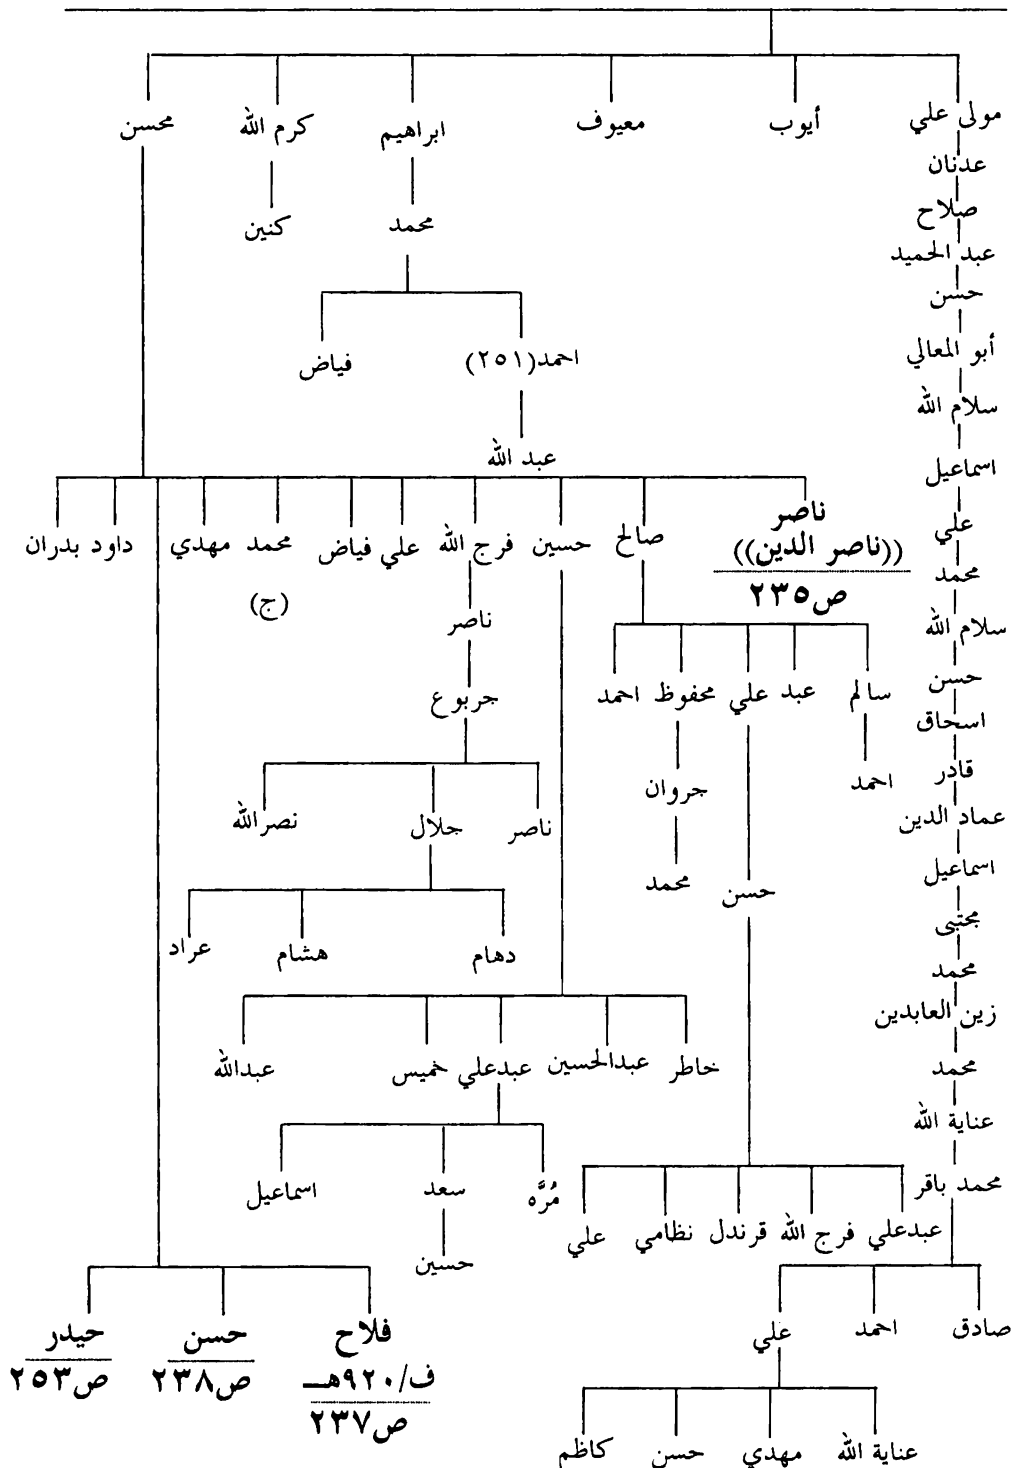 مولى علي أيوب معيوف ابراهيم كرم الله محسن
عدنان
صلاح
محمد كنين
عبد الحميد
حسن
أبو المعالي
احمد(٢٥١) فياض
سلام الله
عبد الله
اسماعيل
علي
ناصر صالح حسين فرج الله علي فياض محمد مهدي داود بدران
((ناصر الدين))
محمد
ص٢٣٥
(ج)
سلام الله
ناصر
حسن
سالم عبد علي محفوظ احمد
جربوع
اسحاق
قادر
احمد جروان
عماد الدين
ناصر جلال نصرالله
اسماعيل
محمد حسن
مجتبى
دهام هشام عراد
محمد
زين العابدين
محمد
خاطر عبدالحسين عبدعلي خميس عبدالله
عناية الله
محمد باقر
مُرَّه سعد اسماعيل
عبدعلي فرج الله قرندل نظامي علي
حسين
صادق احمد علي
فلاح حسن حيدر
ف/٩٢٠هـ ص٢٣٨ ص٢٥٣
ص٢٣٧
عناية الله مهدي حسن كاظم